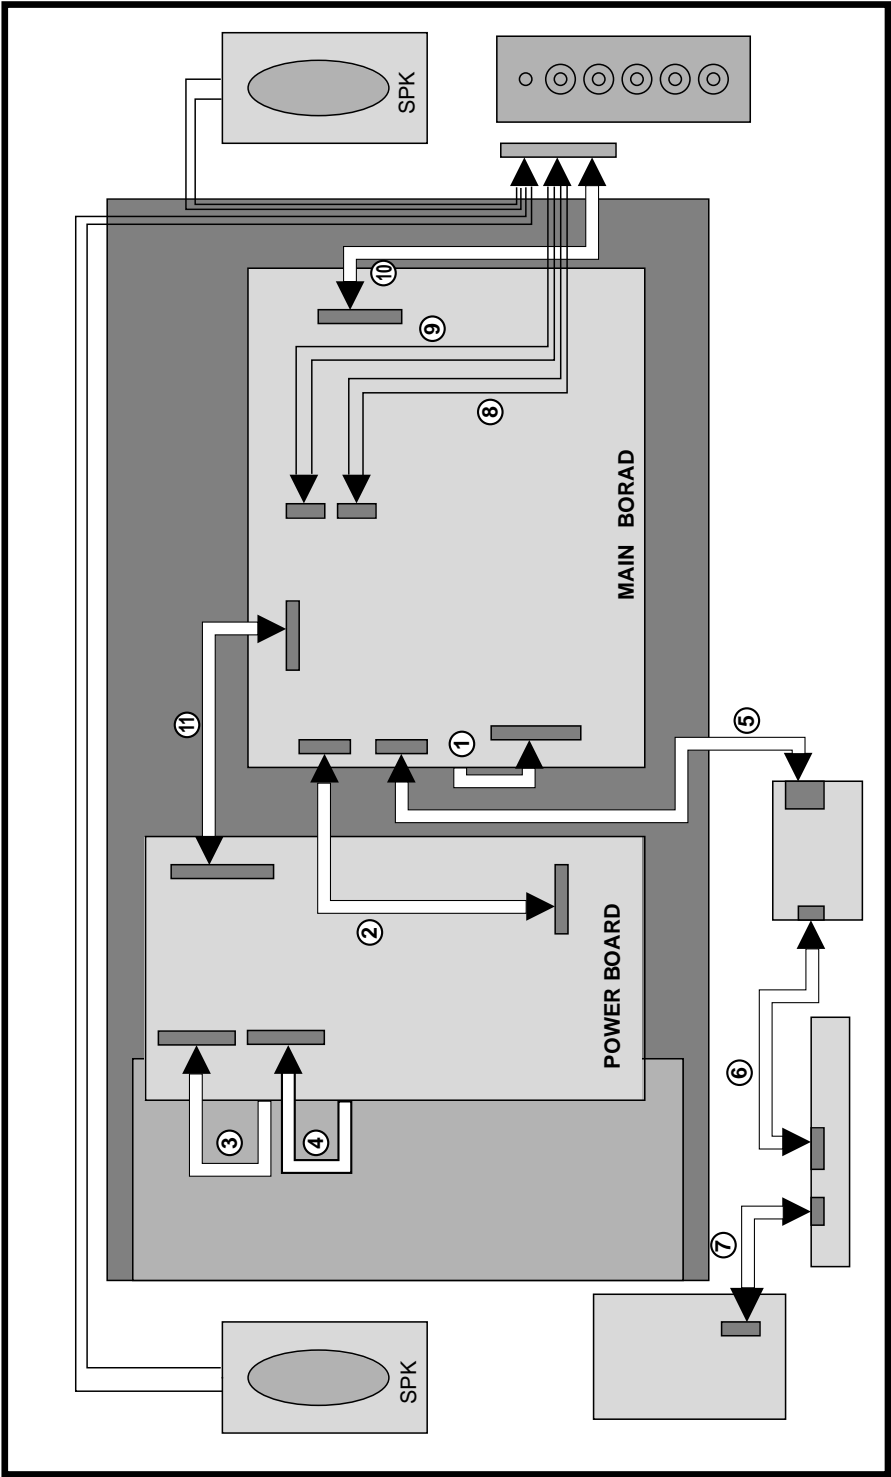 ⑪
③
④
②
⑩
SPK
SPK
⑨
①
⑧
POWER BOARD
MAIN BORAD
⑦
⑥
⑤